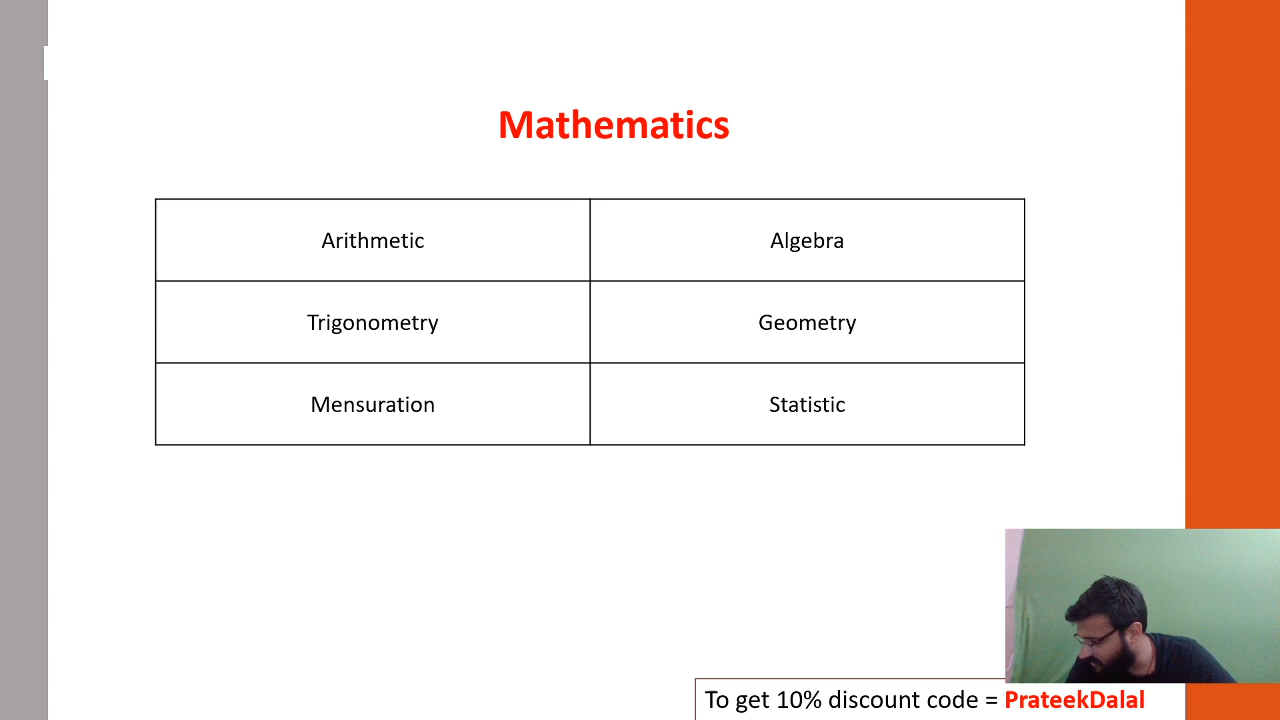 Mathematics
Arithmetic Algebra
Trigonometry Geometry
Mensuration Statistic
To get 10% discount code = PrateekDalal